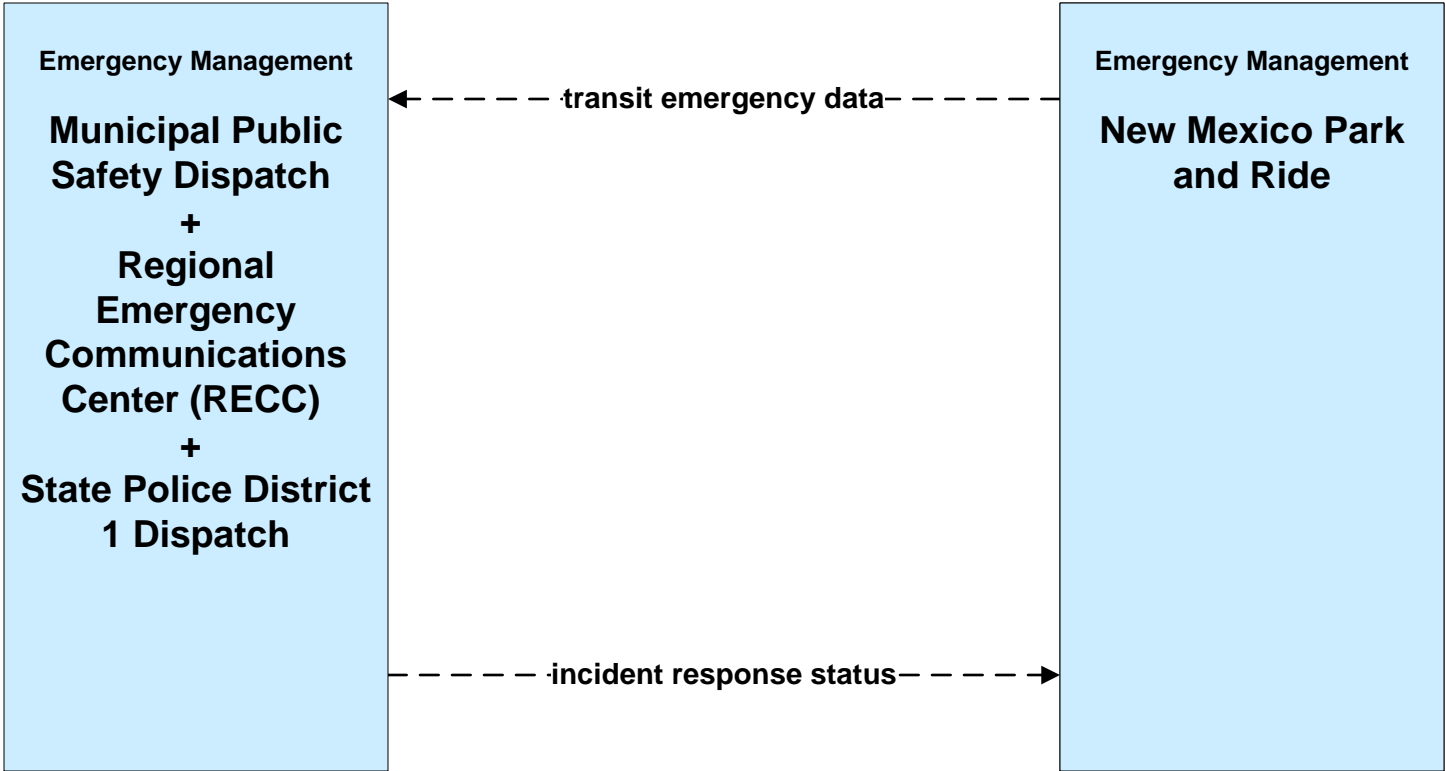 Emergency Management
Municipal Public
Safety Dispatch
+
Regional
Emergency
Communications
Center (RECC)
+
State Police District
1 Dispatch
transit emergency data
incident response status
Emergency Management
New Mexico Park
and Ride